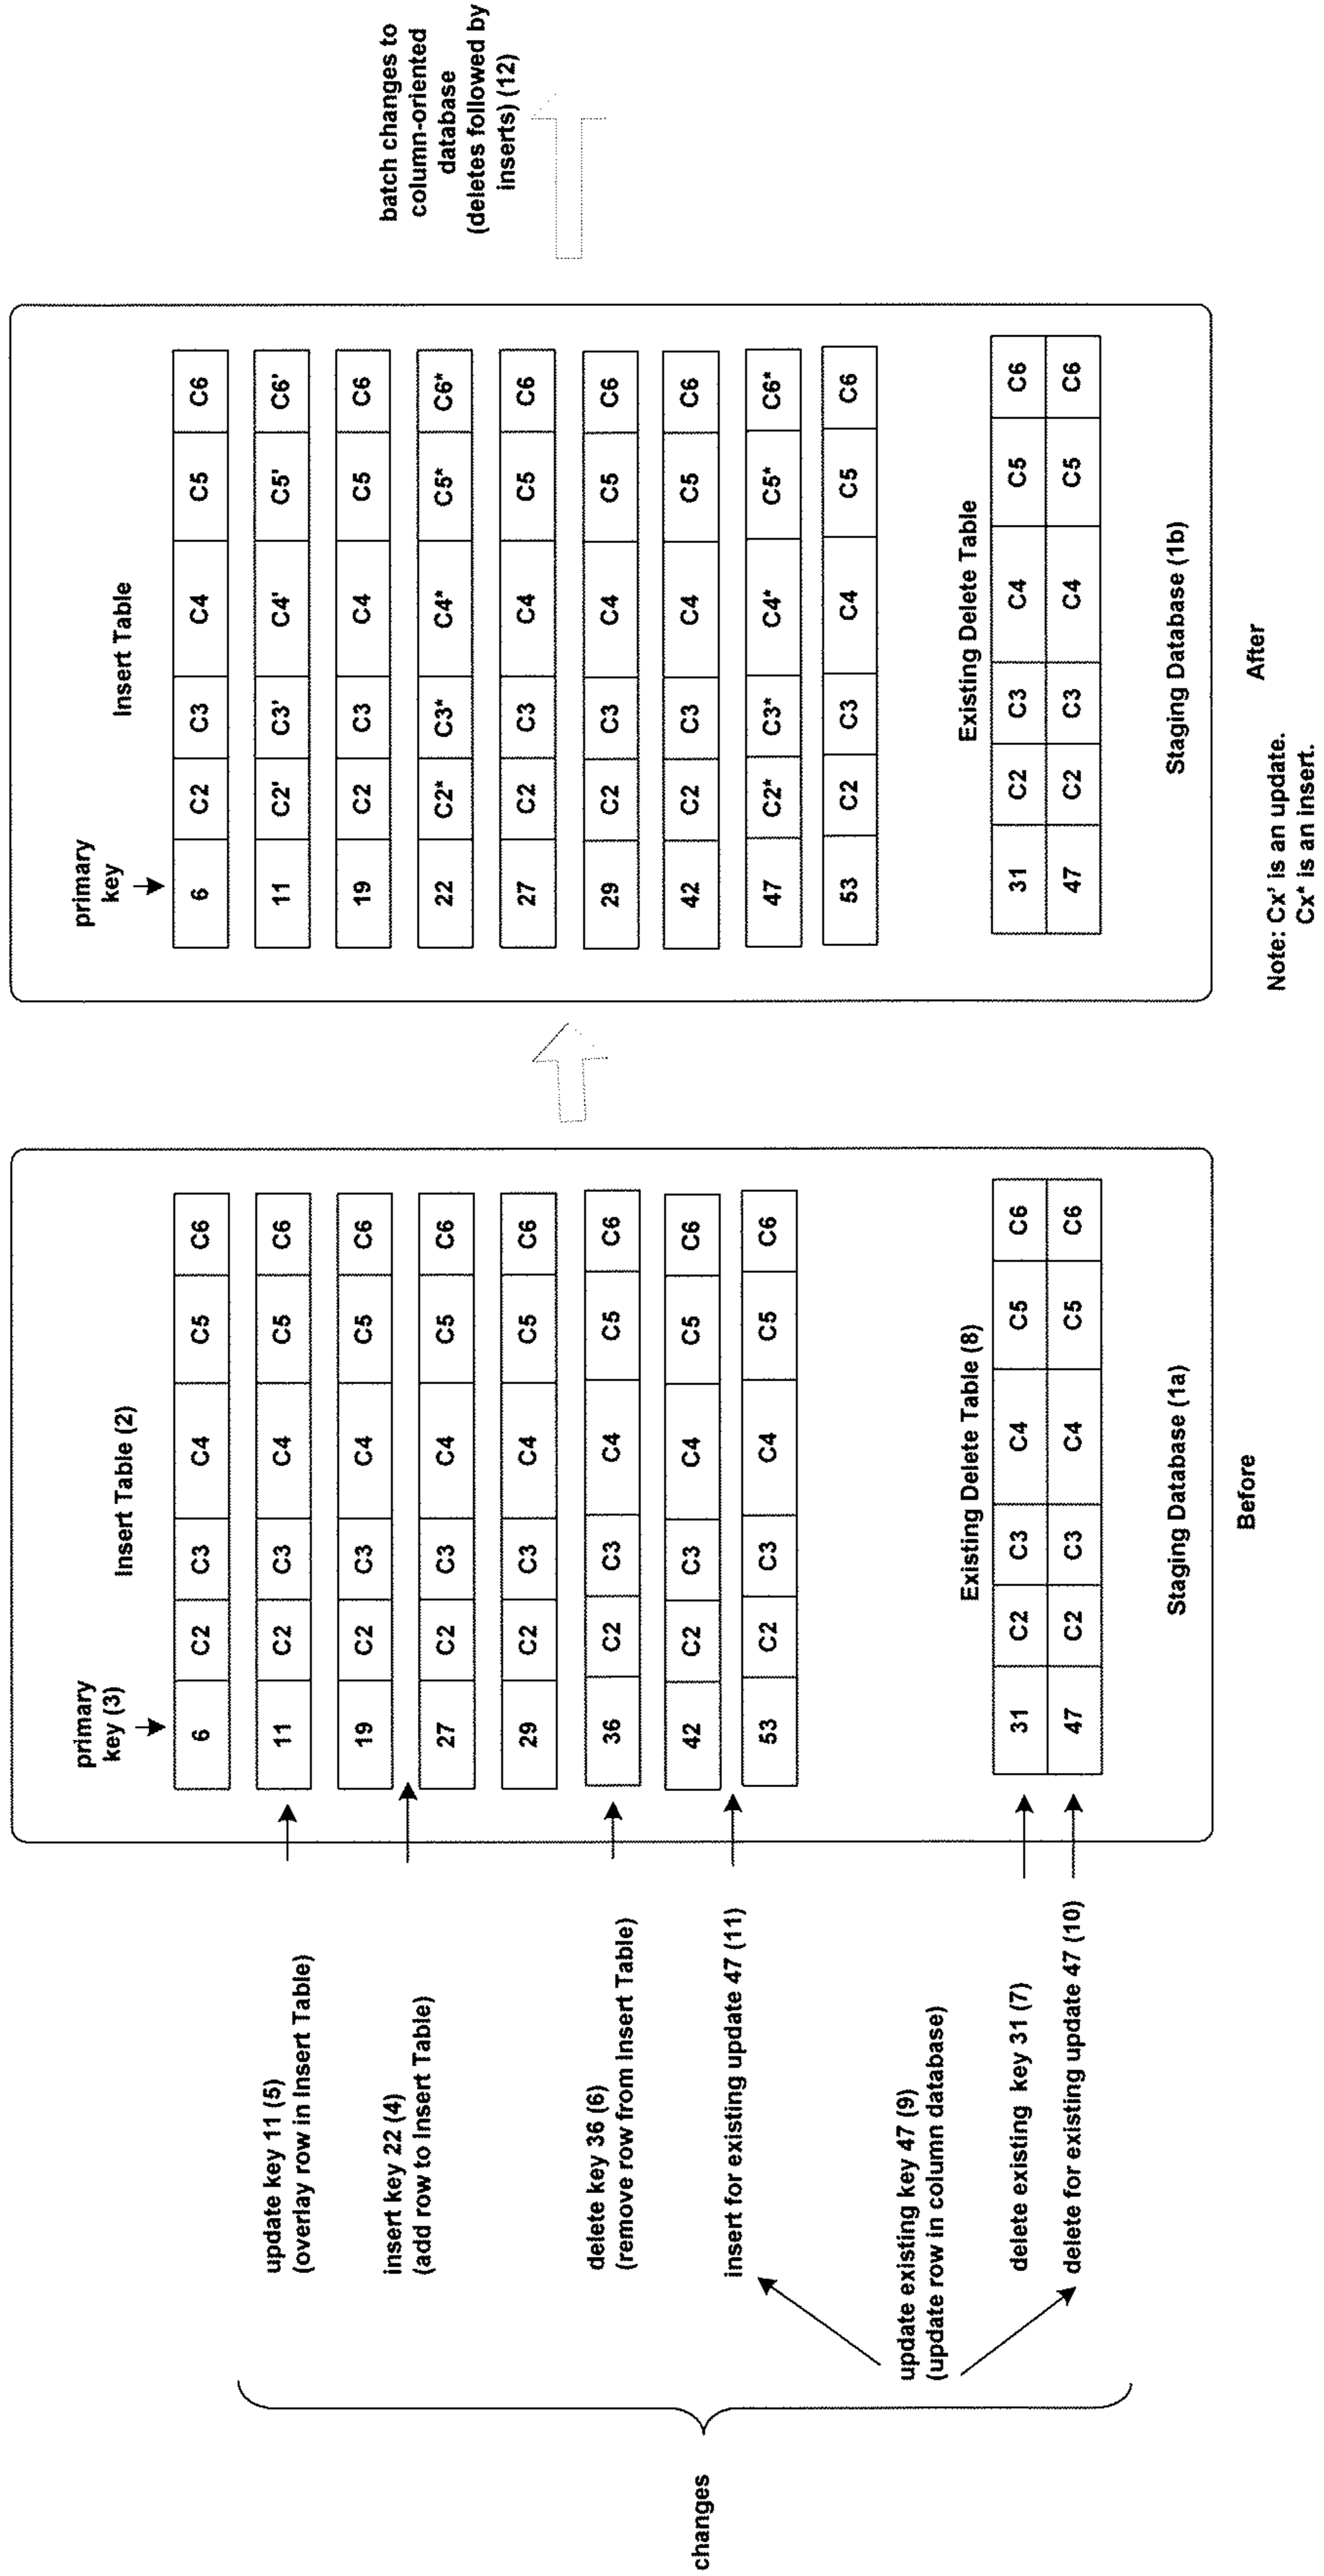 changes
update key 11 (5)
(overlay row in Insert Table)
insert key 22 (4)
(add row to Insert Table)
delete key 36 (6)
(remove row from Insert Table)
insert for existing update 47 (11)
update existing key 47 (9)
(update row in column database)
delete existing key 31 (7)
delete for existing update 47 (10)
primary
key (3)
Insert Table (2)
6 C2 C3 C4 C5 C6
11 C2 C3 C4 C5 C6
19 C2 C3 C4 C5 C6
27 C2 C3 C4 C5 C6
29 C2 C3 C4 C5 C6
36 C2 C3 C4 C5 C6
42 C2 C3 C4 C5 C6
53 C2 C3 C4 C5 C6
Existing Delete Table (8)
31 C2 C3 C4 C5 C6
47 C2 C3 C4 C5 C6
Staging Database (1a)
Before
primary
key
Insert Table
6 C2 C3 C4 C5 C6
11 C2' C3' C4' C5' C6'
19 C2 C3 C4 C5 C6
22 C2* C3* C4* C5* C6*
27 C2 C3 C4 C5 C6
29 C2 C3 C4 C5 C6
42 C2 C3 C4 C5 C6
47 C2* C3* C4* C5* C6*
53 C2 C3 C4 C5 C6
Existing Delete Table
31 C2 C3 C4 C5 C6
47 C2 C3 C4 C5 C6
Staging Database (1b)
After
Note: Cx' is an update.
Cx* is an insert.
batch changes to
column-oriented
database
(deletes followed by
inserts) (12)